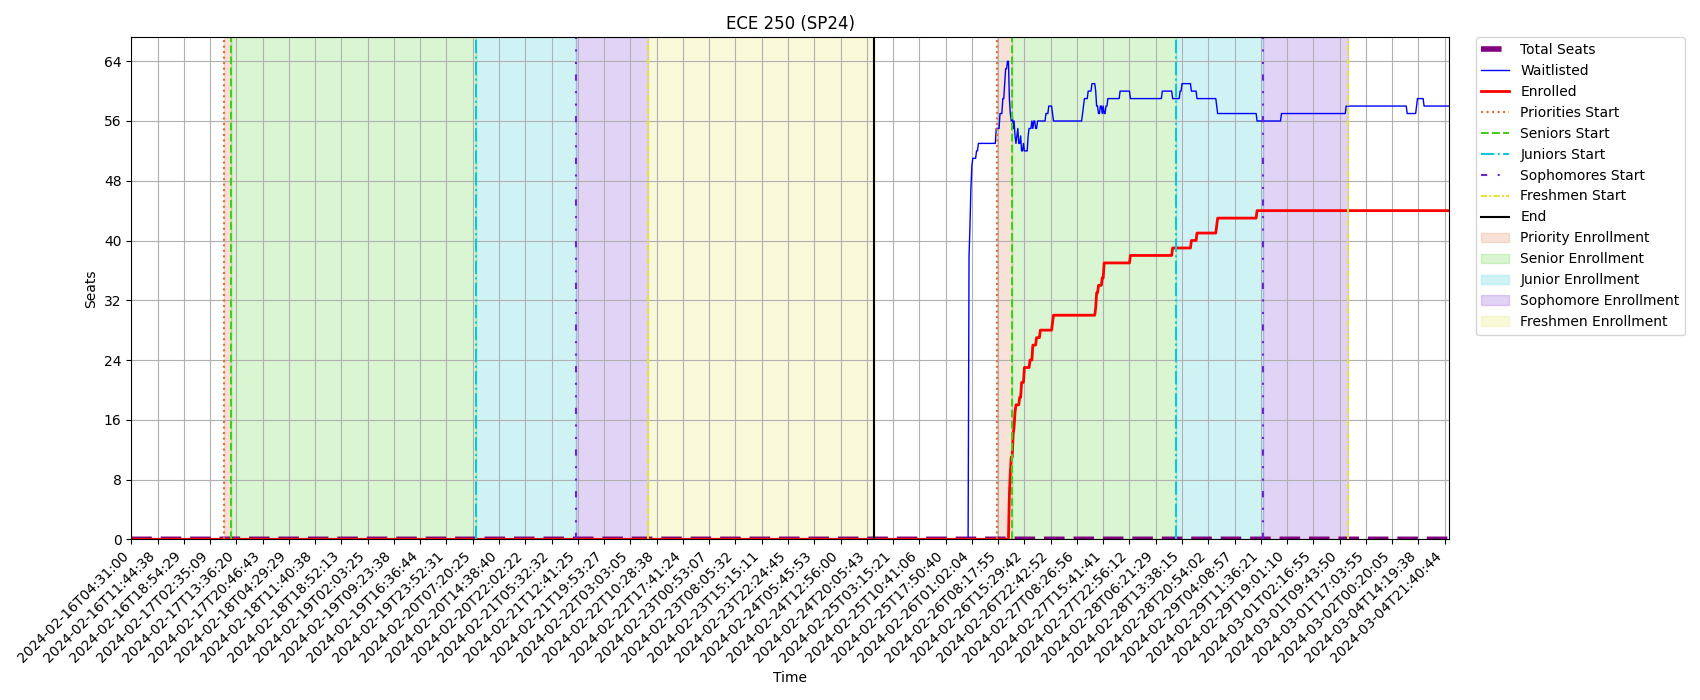 ECE 250 (SP24)
64
56
48
40
32
24
16
8
0
Seats
2024-02-16T04:31:00
2024-02-16T11:44:38
2024-02-16T18:54:29
2024-02-17T02:35:09
2024-02-17T13:36:20
2024-02-17T20:46:43
2024-02-18T04:29:29
2024-02-18T11:40:38
2024-02-18T18:52:13
2024-02-19T02:03:25
2024-02-19T09:23:38
2024-02-19T16:36:44
2024-02-19T23:52:31
2024-02-20T07:20:25
2024-02-20T14:38:40
2024-02-20T22:02:22
2024-02-21T05:32:32
2024-02-21T12:41:25
2024-02-21T19:53:27
2024-02-22T03:03:05
2024-02-22T10:28:38
2024-02-22T17:41:24
2024-02-23T00:53:07
2024-02-23T08:05:32
2024-02-23T15:15:11
2024-02-23T22:24:45
2024-02-24T05:45:53
2024-02-24T12:56:00
2024-02-24T20:05:43
2024-02-25T03:15:21
2024-02-25T10:41:06
2024-02-25T17:50:40
2024-02-26T01:02:04
2024-02-26T08:17:55
2024-02-26T15:29:42
2024-02-26T22:42:52
2024-02-27T08:26:56
2024-02-27T15:41:41
2024-02-27T22:56:12
2024-02-28T06:21:29
2024-02-28T13:38:15
2024-02-28T20:54:02
2024-02-29T04:08:57
2024-02-29T11:36:21
2024-02-29T19:01:10
2024-03-01T02:16:55
2024-03-01T09:43:50
2024-03-01T17:03:55
2024-03-02T00:20:05
2024-03-04T14:19:38
2024-03-04T21:40:44
Time
Total Seats
Waitlisted
Enrolled
Priorities Start
Seniors Start
Juniors Start
Sophomores Start
Freshmen Start
End
Priority Enrollment
Senior Enrollment
Junior Enrollment
Sophomore Enrollment
Freshmen Enrollment